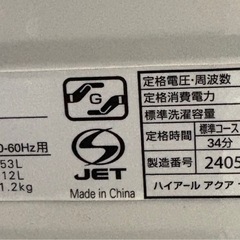 定格電圧・周波数
定格消費電力
標準洗濯容量
定格時間
標準コース
34分
製造番号
2405
ハイアール アクア
0-60Hz用
53L
12L
1.2kg
G
S
JET
Made in China